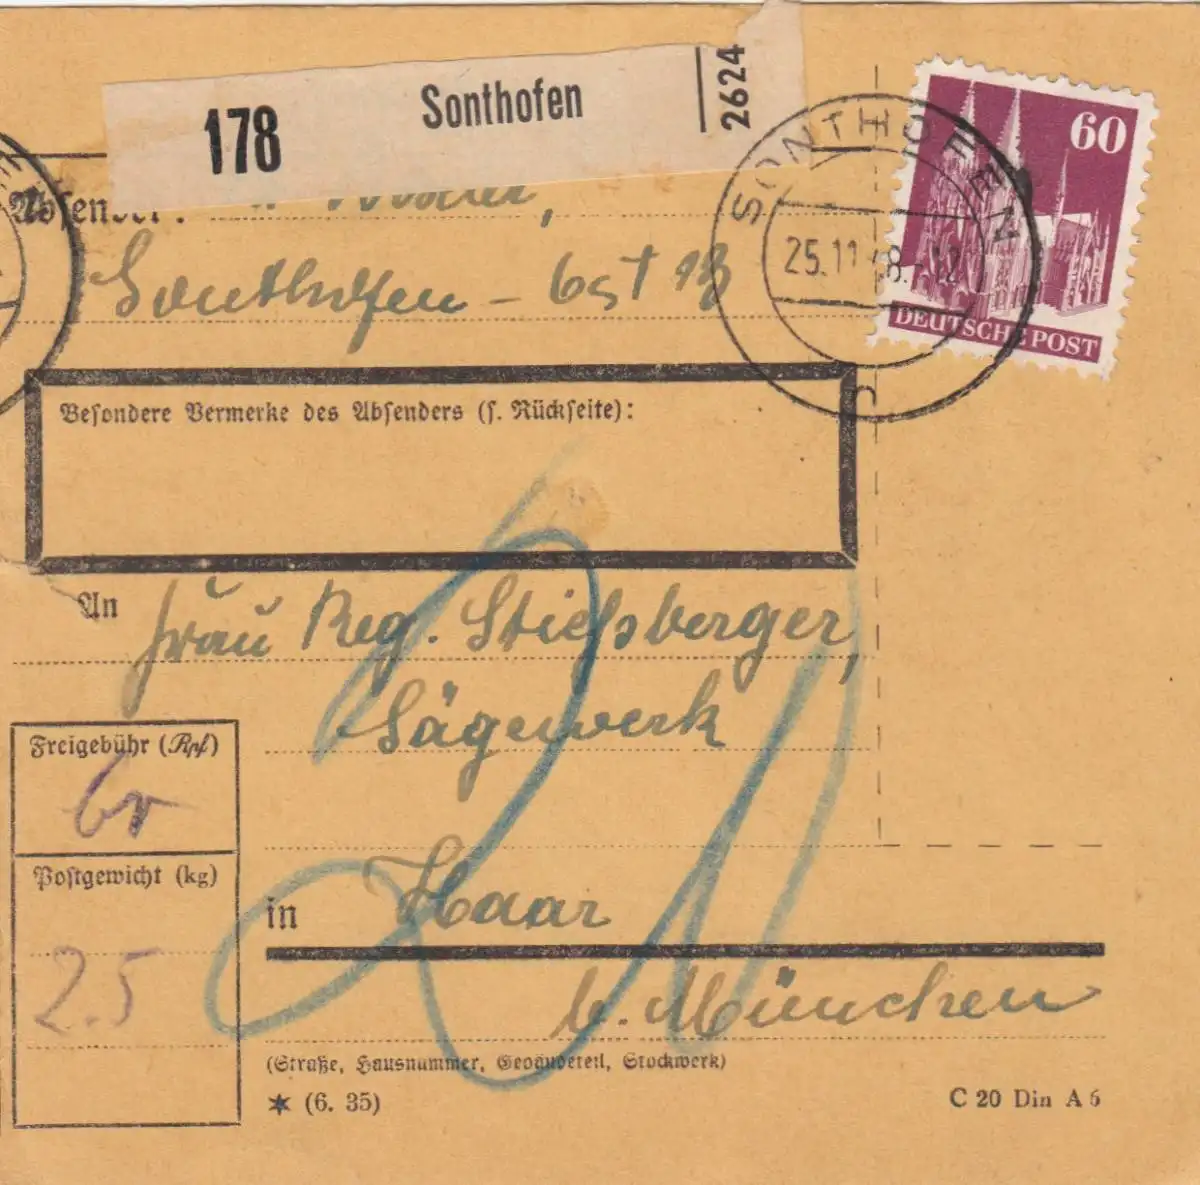 178 Sonthofen 2624
60
DEUTSCHE POST
SONTHOFEN
25.11.48.-12
Absender:
Sonthofen -
Besondere Vermerke des Absenders (s. Rückseite):
An Frau Reg. Stielsberger,
Sägewerk
Freigebühr (Rpf)
Postgewicht (kg)
2.5
in Haar
b. München
(Straße, Hausnummer, Gebäudeteil, Stockwerk)
✶ (6. 35)
C 20 Din A 6